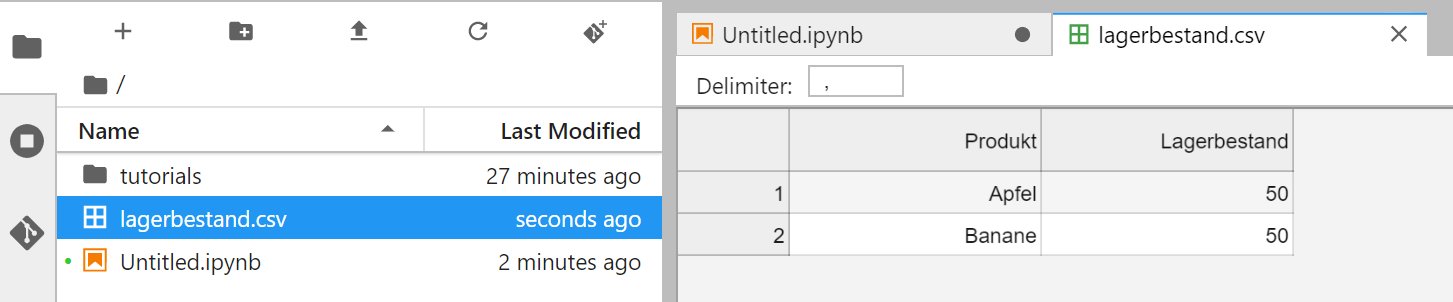 /
Name Last Modified
tutorials 27 minutes ago
lagerbestand.csv seconds ago
Untitled.ipynb 2 minutes ago
Untitled.ipynb lagerbestand.csv
Delimiter: ,
Produkt Lagerbestand
1 Apfel 50
2 Banane 50